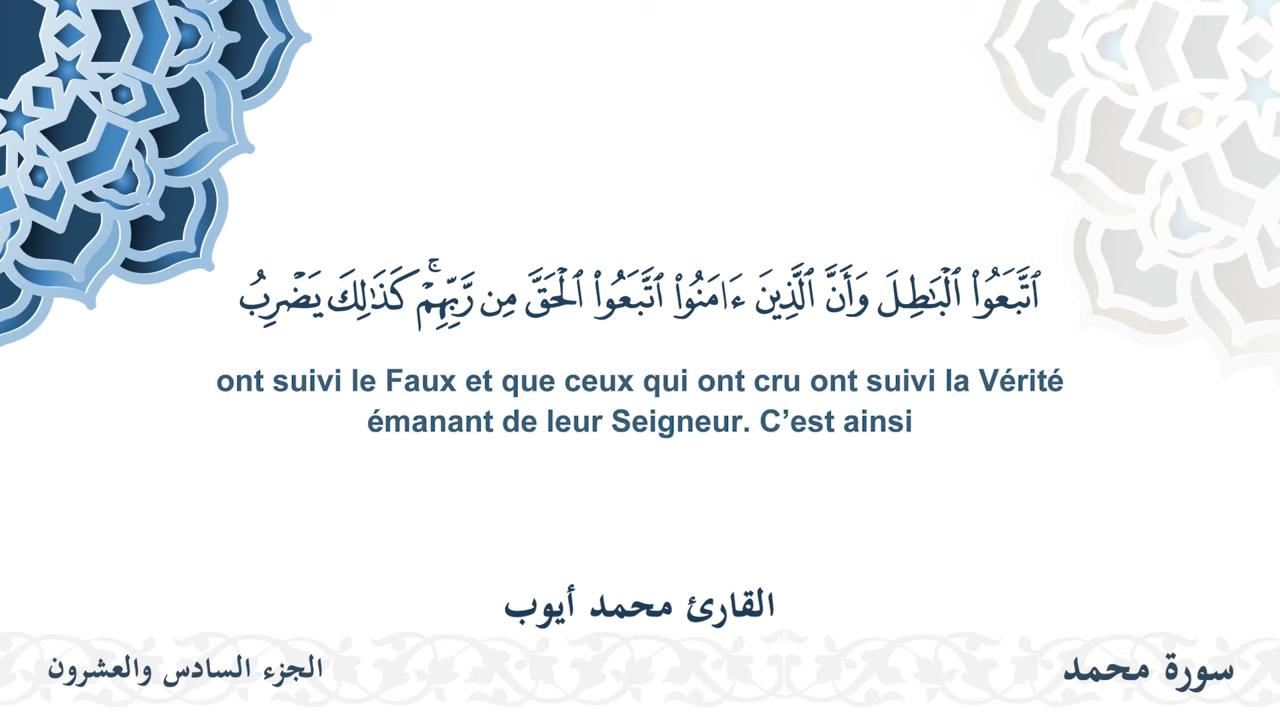 ٱتَّبَعُوا۟ ٱلْبَـٰطِلَ وَأَنَّ ٱلَّذِينَ ءَامَنُوا۟ ٱتَّبَعُوا۟ ٱلْحَقَّ مِن رَّبِّهِمْ ۚ كَذَٰلِكَ يَضْرِبُ
ont suivi le Faux et que ceux qui ont cru ont suivi la Vérité
émanant de leur Seigneur. C’est ainsi
القارئ محمد أيوب
سورة محمد
الجزء السادس والعشرون